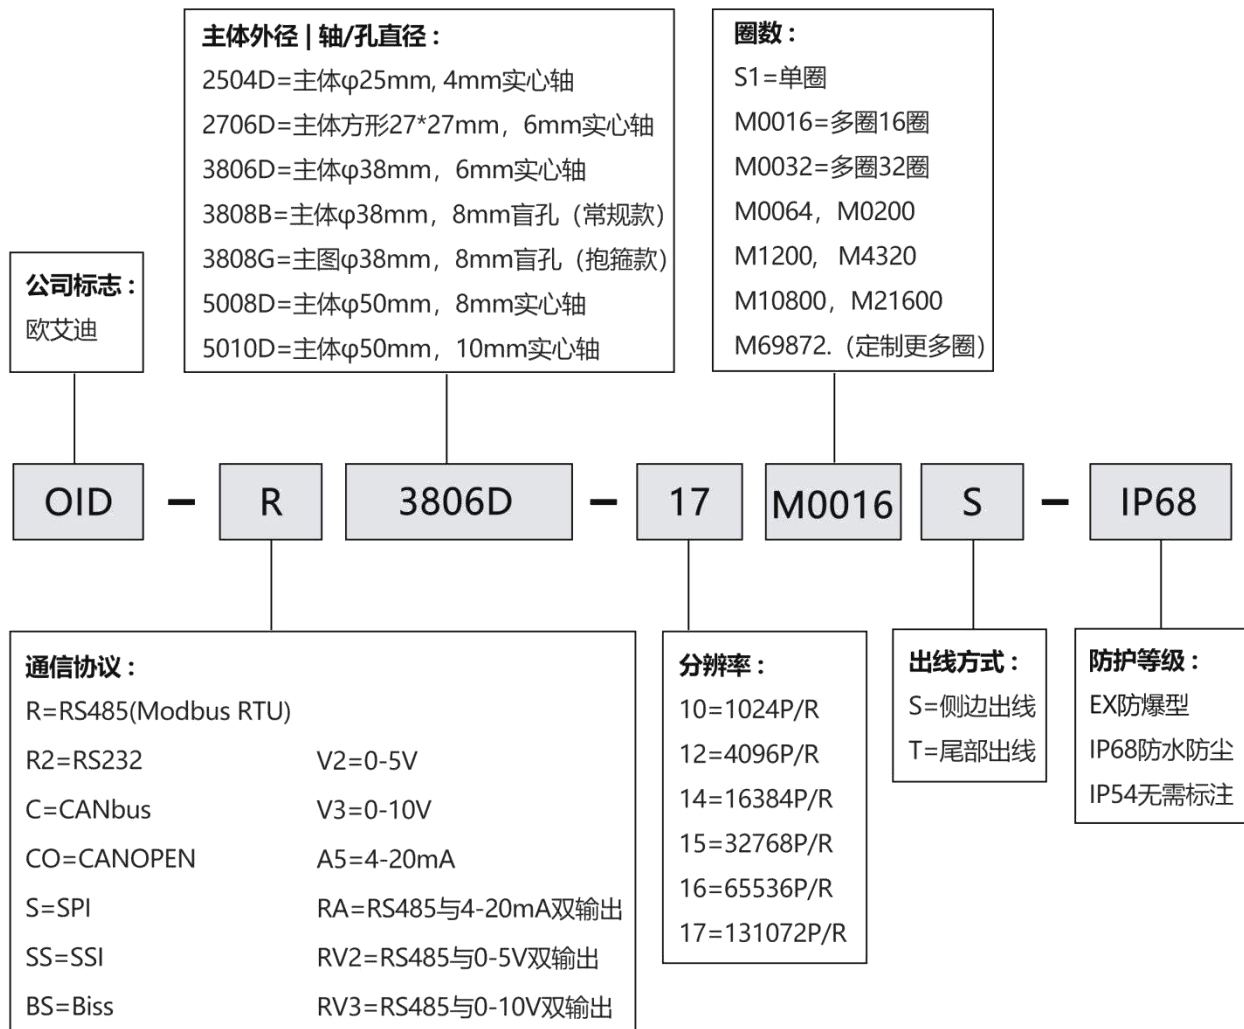 主体外径 | 轴/孔直径：
2504D=主体φ25mm, 4mm实心轴
2706D=主体方形27*27mm，6mm实心轴
3806D=主体φ38mm，6mm实心轴
3808B=主体φ38mm，8mm盲孔（常规款）
3808G=主图φ38mm，8mm盲孔（抱箍款）
5008D=主体φ50mm，8mm实心轴
5010D=主体φ50mm，10mm实心轴
圈数：
S1=单圈
M0016=多圈16圈
M0032=多圈32圈
M0064，M0200
M1200，M4320
M10800，M21600
M69872.（定制更多圈）
公司标志：
欧艾迪
OID － R 3806D － 17 M0016 S － IP68
通信协议：
R=RS485(Modbus RTU)
R2=RS232 V2=0-5V
C=CANbus V3=0-10V
CO=CANOPEN A5=4-20mA
S=SPI RA=RS485与4-20mA双输出
SS=SSI RV2=RS485与0-5V双输出
BS=Biss RV3=RS485与0-10V双输出
分辨率：
10=1024P/R
12=4096P/R
14=16384P/R
15=32768P/R
16=65536P/R
17=131072P/R
出线方式：
S=侧边出线
T=尾部出线
防护等级：
EX防爆型
IP68防水防尘
IP54无需标注